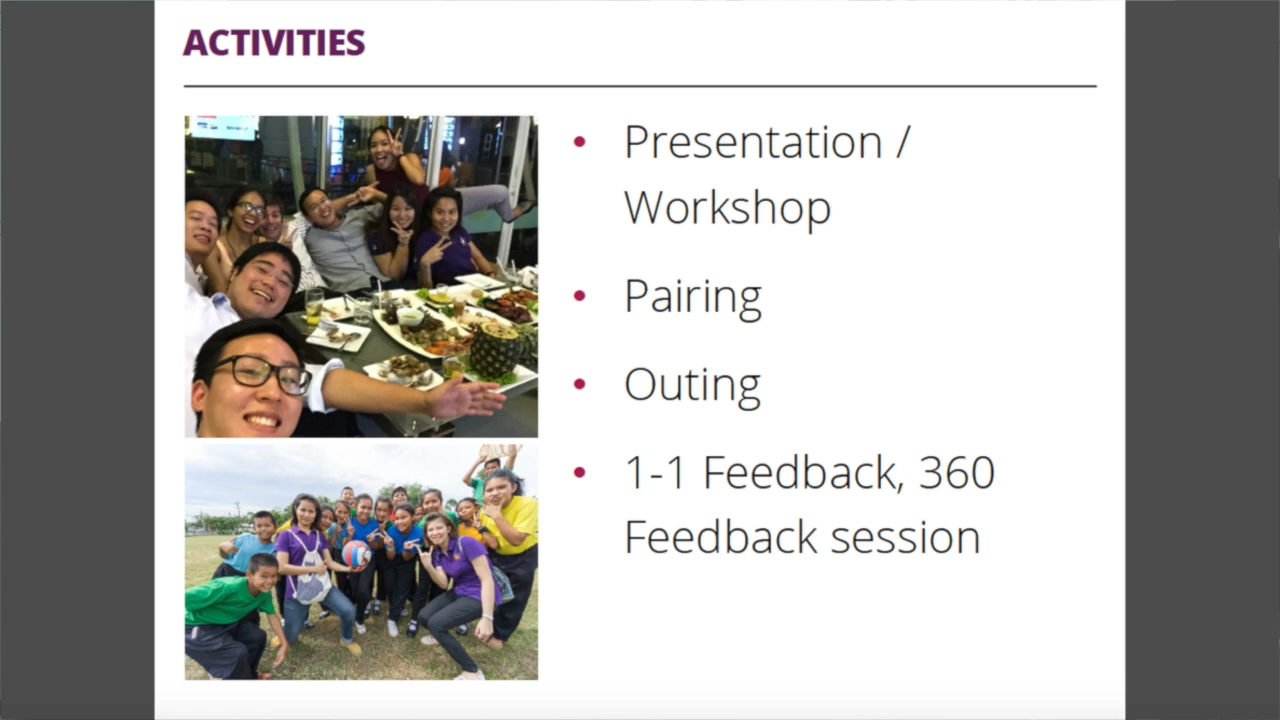 ACTIVITIES
• Presentation /
Workshop
• Pairing
• Outing
• 1-1 Feedback, 360
Feedback session